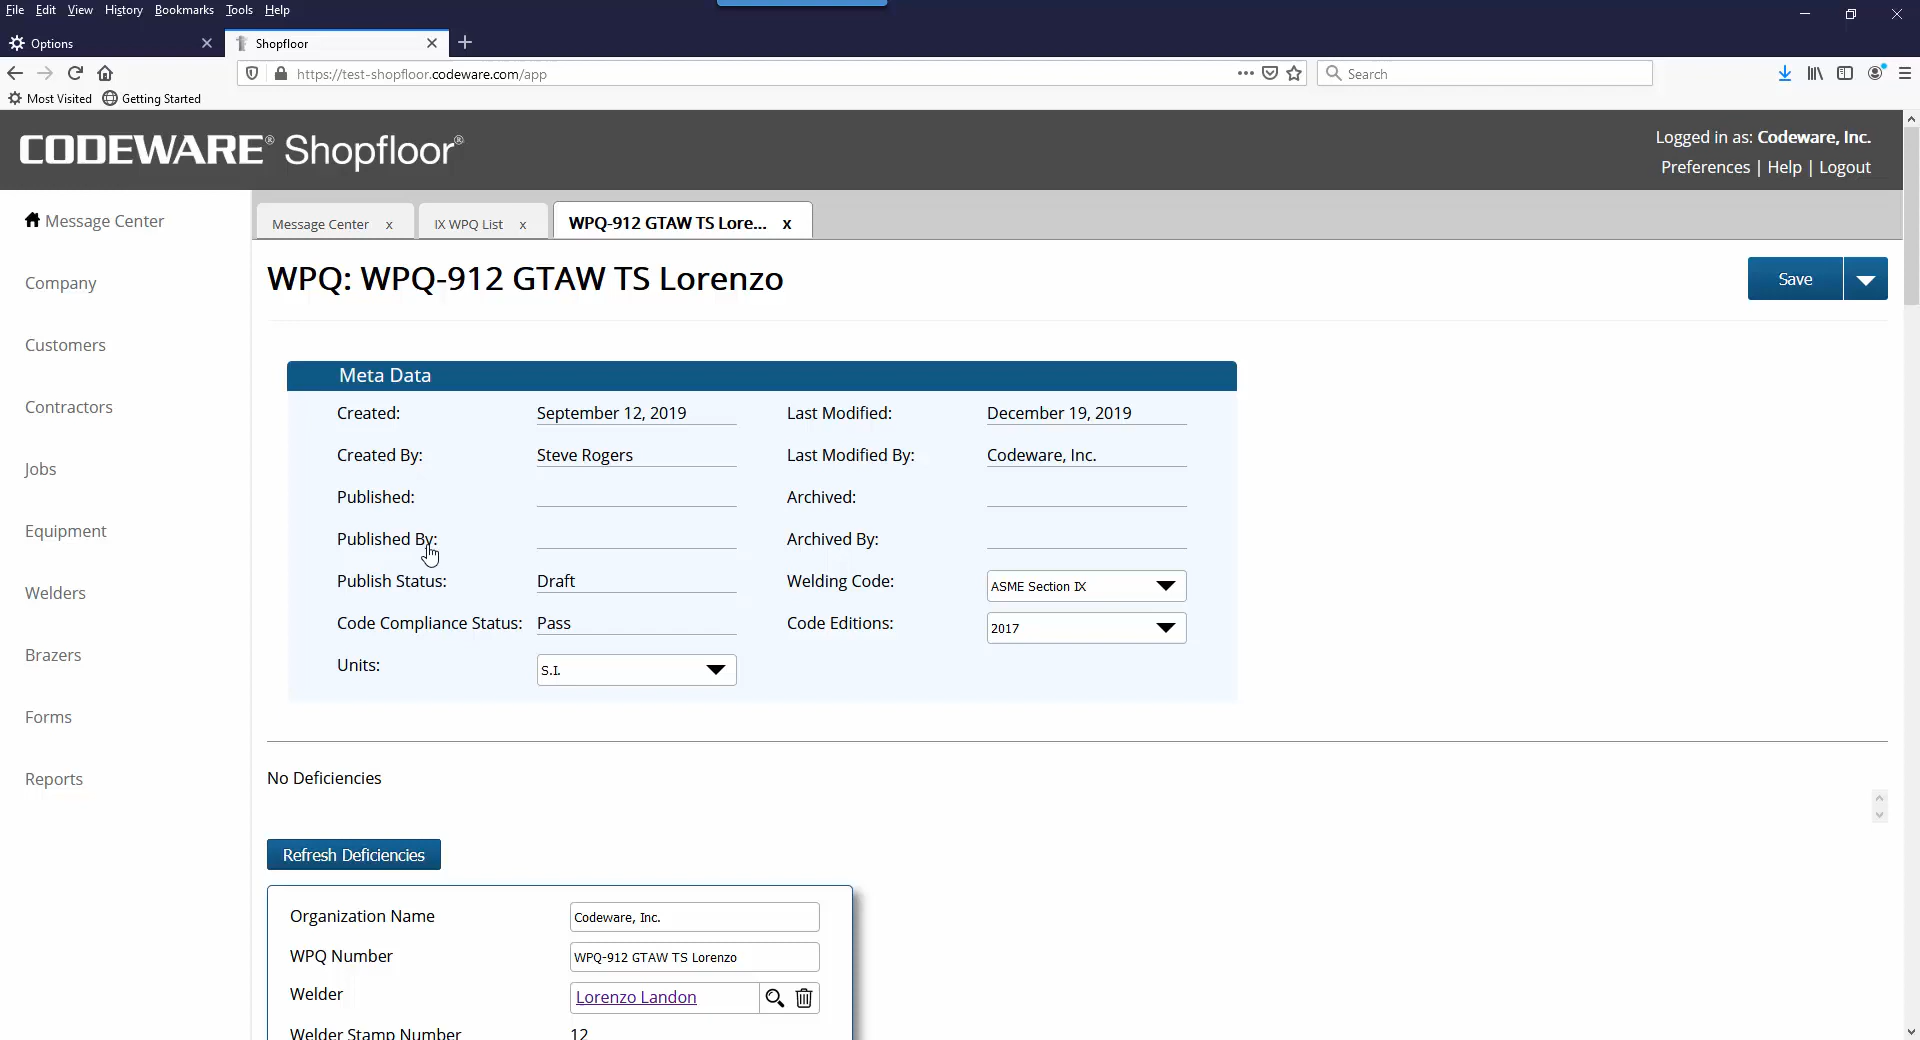 File Edit View History Bookmarks Tools Help
Options
Shopfloor
https://test-shopfloor.codeware.com/app
Search
Most Visited Getting Started
CODEWARE® Shopfloor®
Logged in as: Codeware, Inc.
Preferences | Help | Logout
Message Center
Company
Customers
Contractors
Jobs
Equipment
Welders
Brazers
Forms
Reports
Message Center x IX WPQ List x WPQ-912 GTAW TS Lore... x
WPQ: WPQ-912 GTAW TS Lorenzo
Save
Meta Data
Created: September 12, 2019 Last Modified: December 19, 2019
Created By: Steve Rogers Last Modified By: Codeware, Inc.
Published: Archived:
Published By: Archived By:
Publish Status: Draft Welding Code: ASME Section IX
Code Compliance Status: Pass Code Editions: 2017
Units: S.I.
No Deficiencies
Refresh Deficiencies
Organization Name Codeware, Inc.
WPQ Number WPQ-912 GTAW TS Lorenzo
Welder Lorenzo Landon
Welder Stamp Number 12